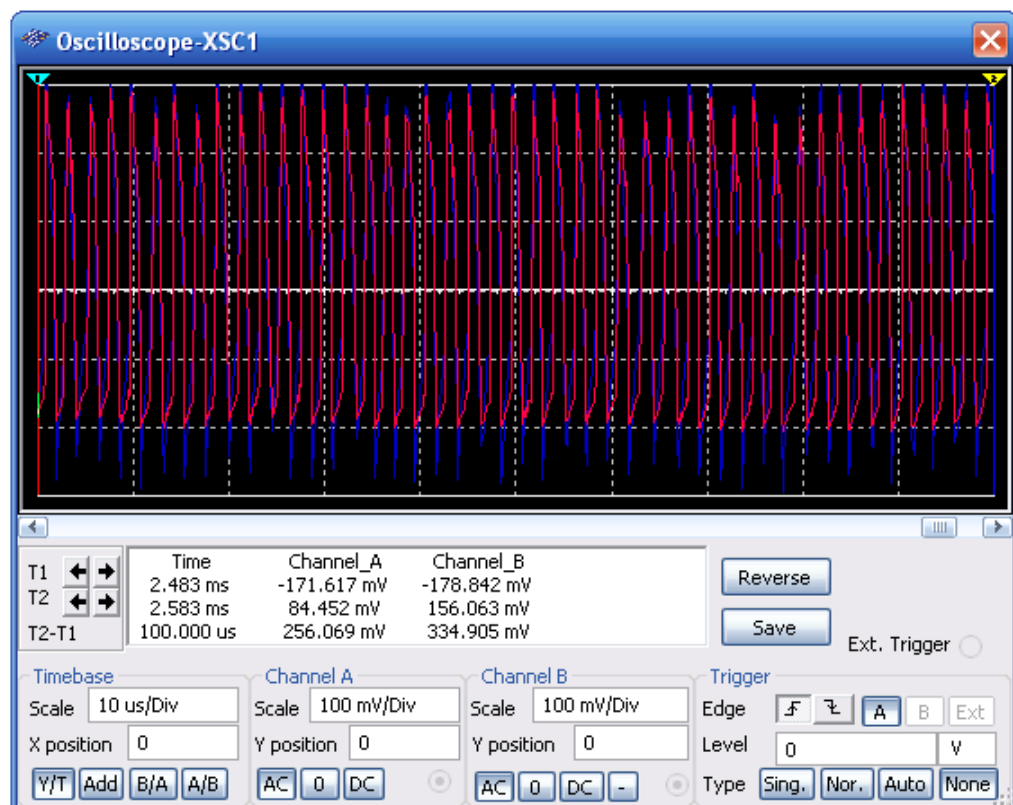 Oscilloscope-XSC1
1 2
Time Channel_A Channel_B
T1 2.483 ms -171.617 mV -178.842 mV
T2 2.583 ms 84.452 mV 156.063 mV
T2-T1 100.000 us 256.069 mV 334.905 mV
Reverse
Save
Ext. Trigger
Timebase Channel A Channel B Trigger
Scale 10 us/Div Scale 100 mV/Div Scale 100 mV/Div Edge A B Ext
X position 0 Y position 0 Y position 0 Level 0 V
Y/T Add B/A A/B AC 0 DC AC 0 DC - Type Sing. Nor. Auto None